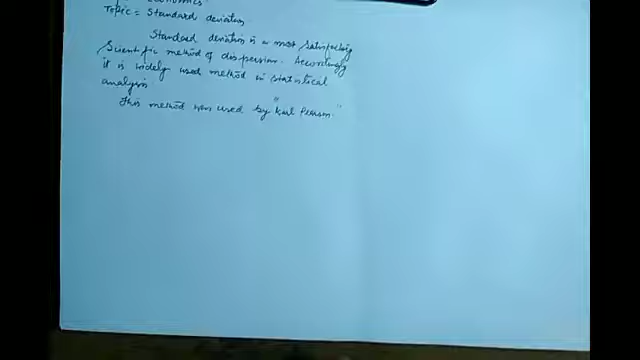 Economics.
Topic = Standard deviation
Standard deviation is a most satisfactory
Scientific method of dispersion. Accordingly
it is widely used method in statistical
analysis
This method was used by "Karl Pearson."